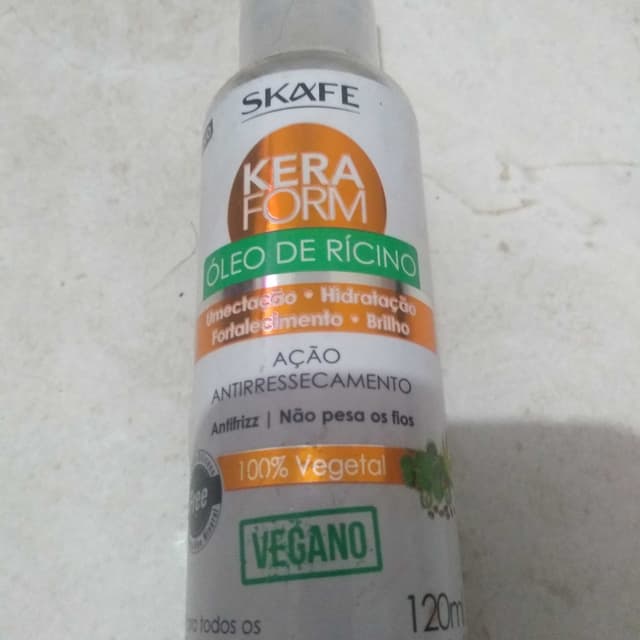 SKAFE
KERA
FORM
ÓLEO DE RÍCINO
Umectação • Hidratação
Fortalecimento • Brilho
AÇÃO
ANTIRRESSECAMENTO
Antifrizz | Não pesa os fios
100% Vegetal
VEGANO
120m
todos os